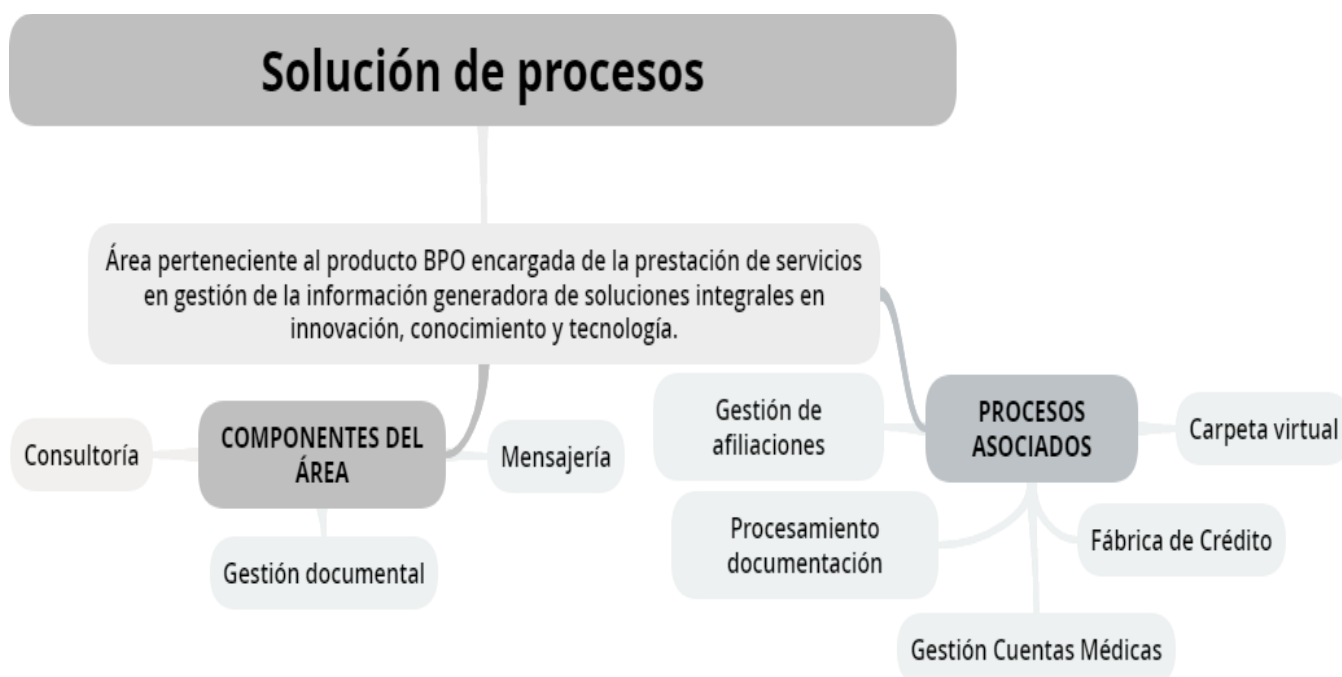 Solución de procesos
Área perteneciente al producto BPO encargada de la prestación de servicios
en gestión de la información generadora de soluciones integrales en
innovación, conocimiento y tecnología.
COMPONENTES DEL
ÁREA
Consultoría
Mensajería
Gestión documental
PROCESOS
ASOCIADOS
Gestión de
afiliaciones
Carpeta virtual
Procesamiento
documentación
Fábrica de Crédito
Gestión Cuentas Médicas